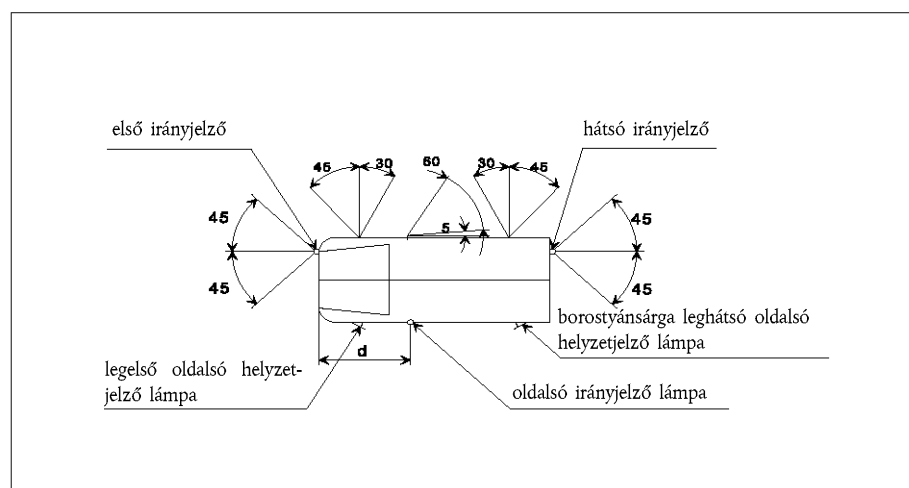 első irányjelző
hátsó irányjelző
45
30
60
30
45
45
45
5
45
45
d
borostyánsárga leghátsó oldalsó
helyzetjelző lámpa
legelső oldalsó helyzet-
jelző lámpa
oldalsó irányjelző lámpa